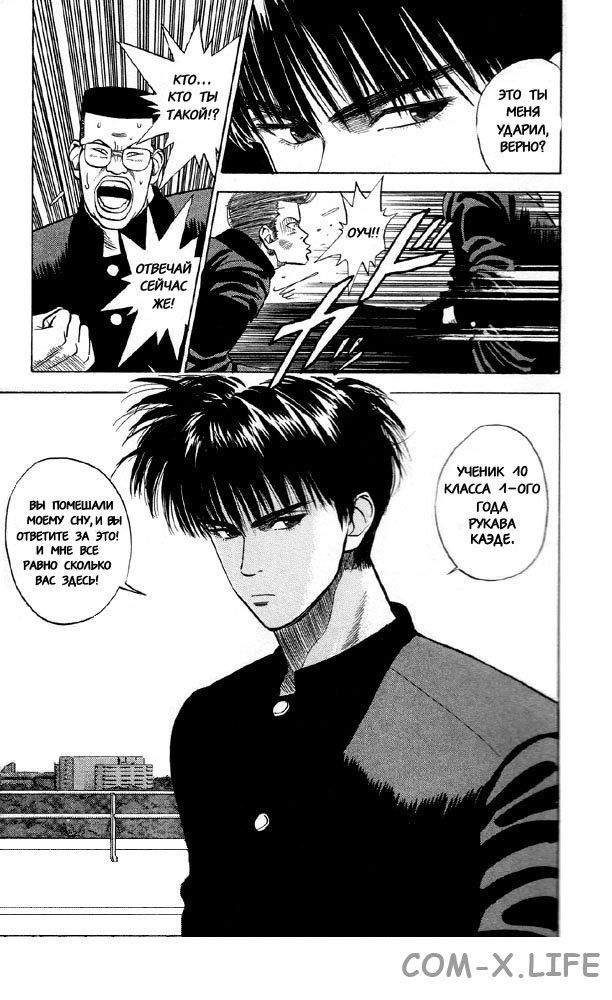 ЭТО ТЫ
МЕНЯ
УДАРИЛ,
ВЕРНО?
КТО...
КТО ТЫ
ТАКОЙ!?
ОТВЕЧАЙ
СЕЙЧАС
ЖЕ!
ОУЧ!!
УЧЕНИК 10
КЛАССА 1-ОГО
ГОДА
РУКАВА
КАЭДЕ.
ВЫ ПОМЕШАЛИ
МОЕМУ СНУ, И ВЫ
ОТВЕТИТЕ ЗА ЭТО!
И МНЕ ВСЕ
РАВНО СКОЛЬКО
ВАС ЗДЕСЬ!
COM-X.LIFE